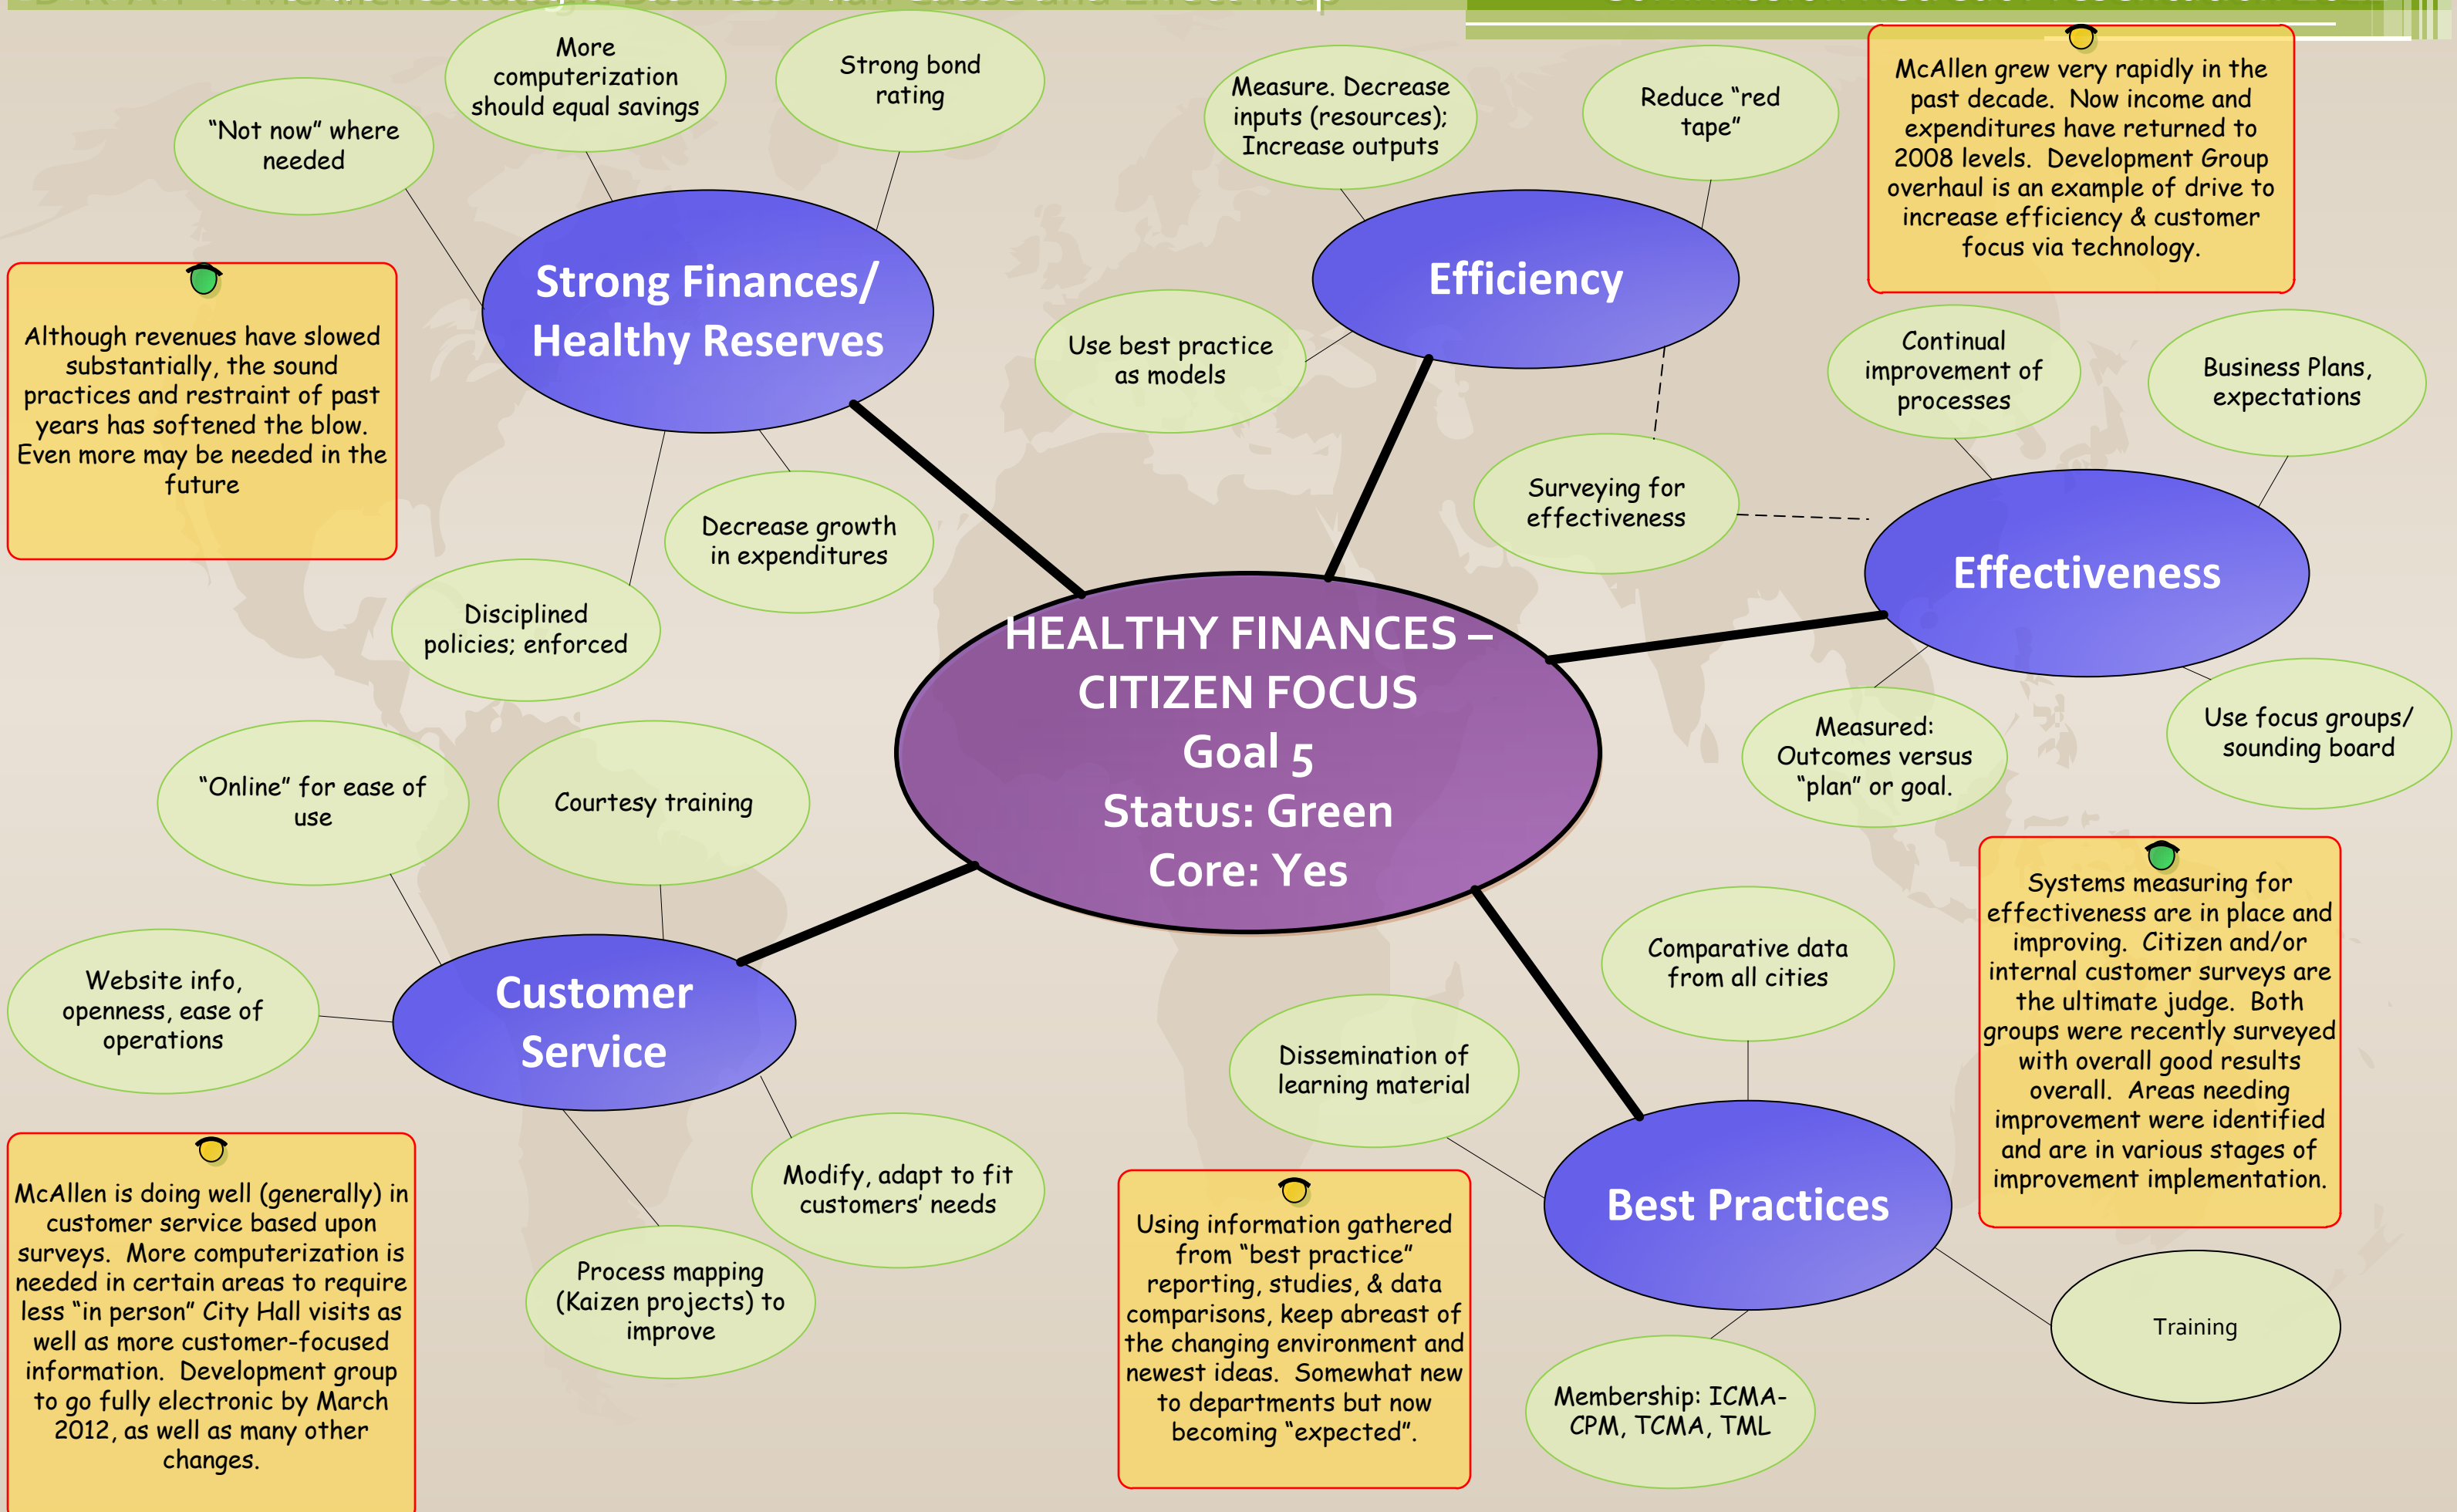 Business Plan Cause and Effect Map
More
computerization
should equal savings
Strong bond
rating
"Not now" where
needed
Strong Finances/
Healthy Reserves
Although revenues have slowed
substantially, the sound
practices and restraint of past
years has softened the blow.
Even more may be needed in the
future
Decrease growth
in expenditures
Disciplined
policies; enforced
Measure. Decrease
inputs (resources);
Increase outputs
Reduce "red
tape"
Efficiency
Use best practice
as models
Surveying for
effectiveness
McAllen grew very rapidly in the
past decade. Now income and
expenditures have returned to
2008 levels. Development Group
overhaul is an example of drive to
increase efficiency & customer
focus via technology.
Continual
improvement of
processes
Business Plans,
expectations
Effectiveness
Measured:
Outcomes versus
"plan" or goal.
Use focus groups/
sounding board
HEALTHY FINANCES –
CITIZEN FOCUS
Goal 5
Status: Green
Core: Yes
"Online" for ease of
use
Courtesy training
Website info,
openness, ease of
operations
Customer
Service
Modify, adapt to fit
customers' needs
Process mapping
(Kaizen projects) to
improve
McAllen is doing well (generally) in
customer service based upon
surveys. More computerization is
needed in certain areas to require
less "in person" City Hall visits as
well as more customer-focused
information. Development group
to go fully electronic by March
2012, as well as many other
changes.
Comparative data
from all cities
Dissemination of
learning material
Best Practices
Using information gathered
from "best practice"
reporting, studies, & data
comparisons, keep abreast of
the changing environment and
newest ideas. Somewhat new
to departments but now
becoming "expected".
Membership: ICMA-
CPM, TCMA, TML
Training
Systems measuring for
effectiveness are in place and
improving. Citizen and/or
internal customer surveys are
the ultimate judge. Both
groups were recently surveyed
with overall good results
overall. Areas needing
improvement were identified
and are in various stages of
improvement implementation.